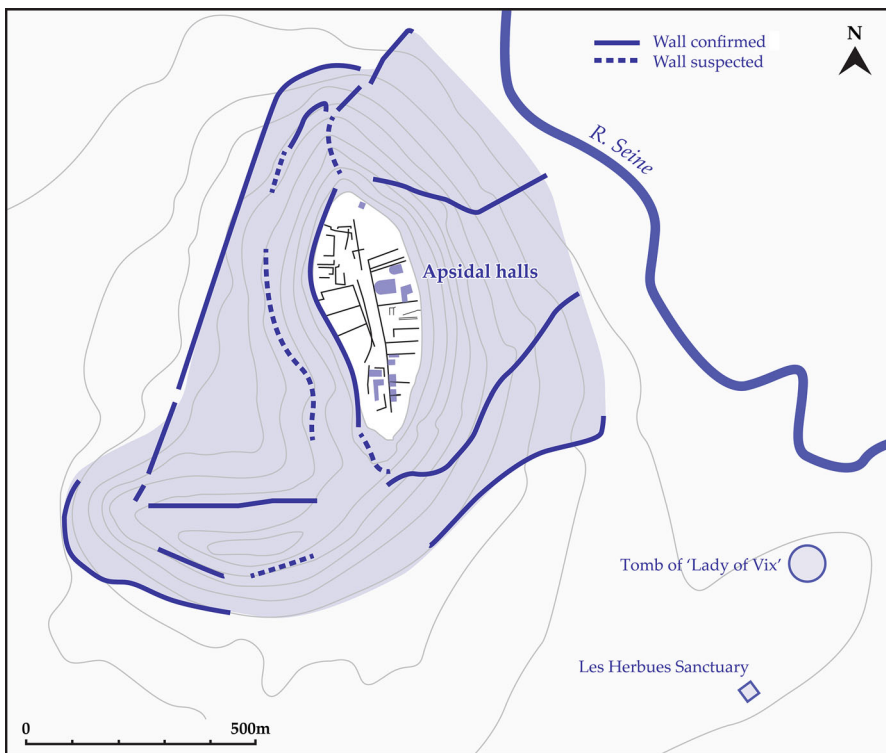 Wall confirmed
Wall suspected
N
R. Seine
Apsidal halls
Tomb of ‘Lady of Vix’
Les Herbues Sanctuary
0
500m